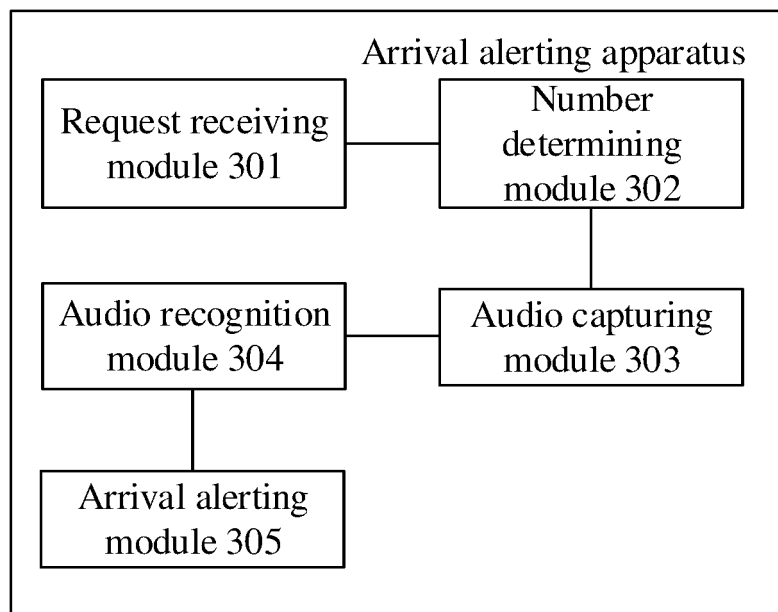 Arrival alerting apparatus
Request receiving
module 301
Number
determining
module 302
Audio recognition
module 304
Audio capturing
module 303
Arrival alerting
module 305